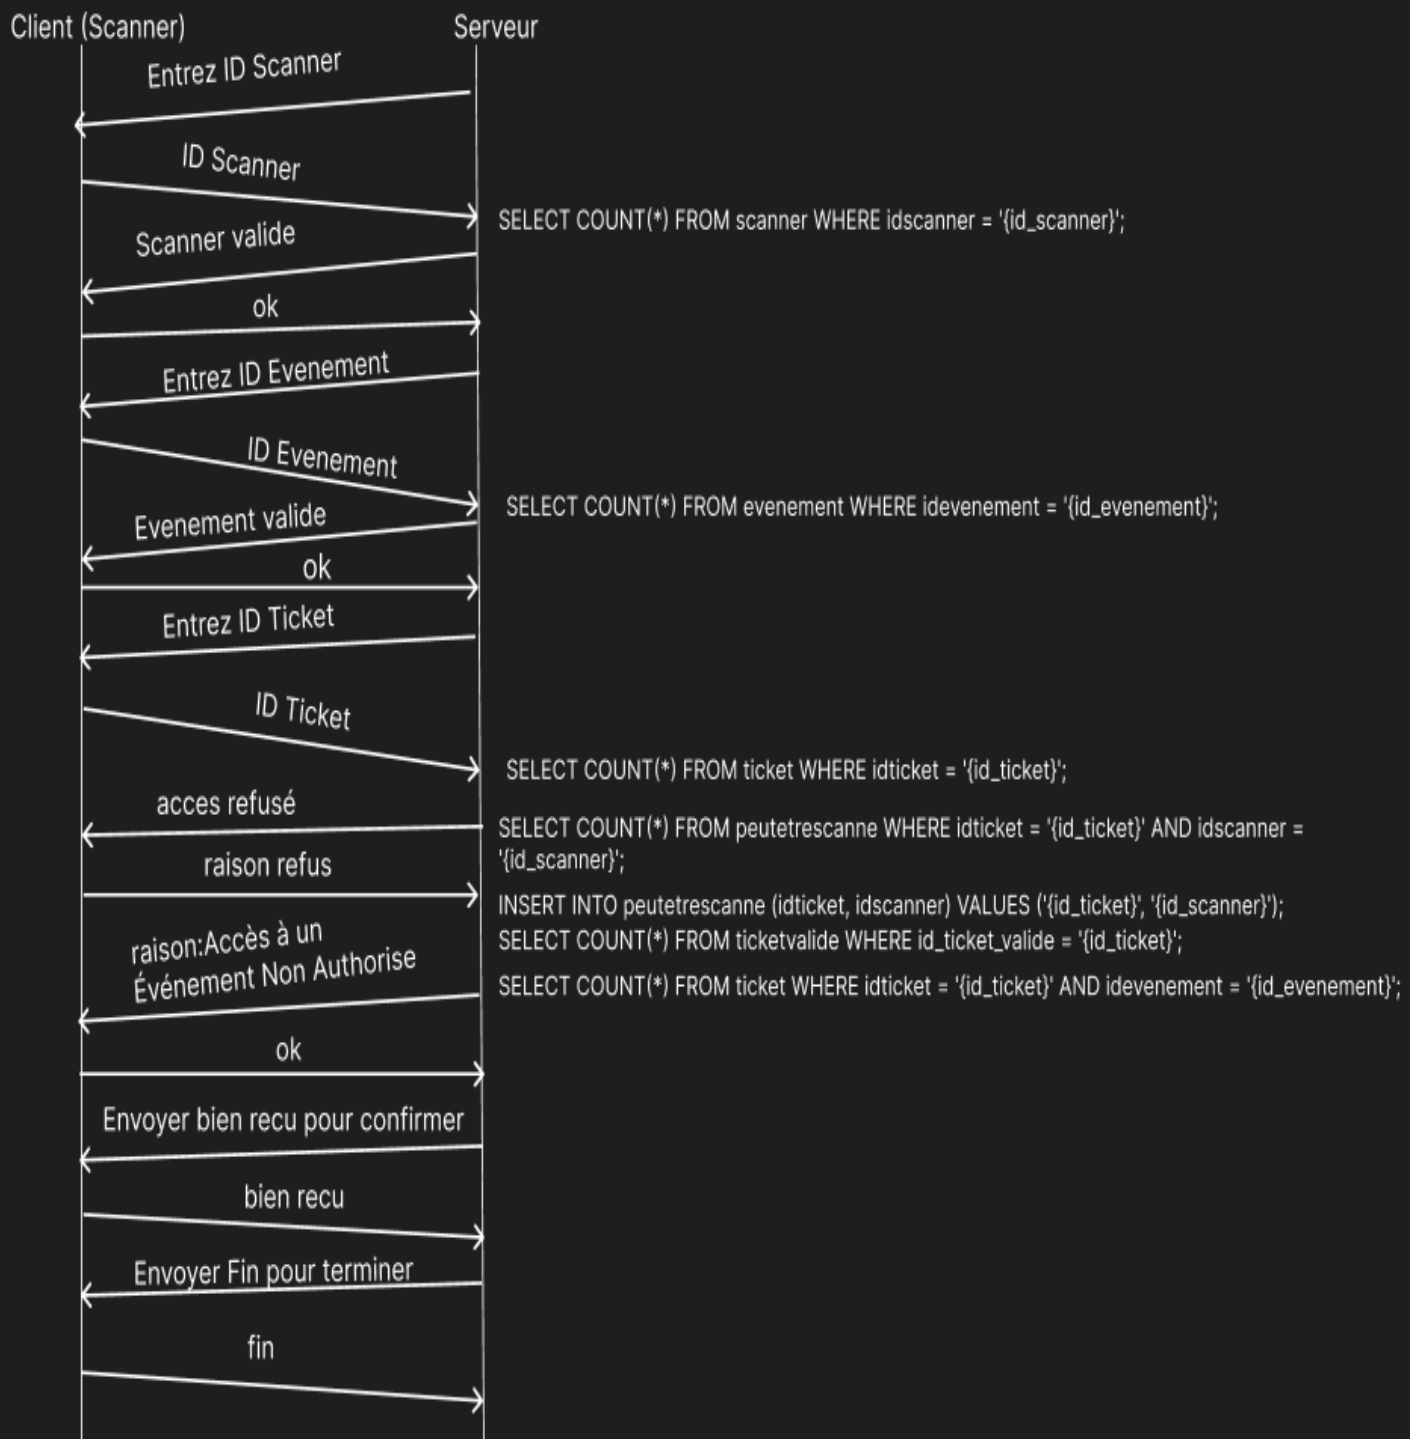 Client (Scanner)
Serveur
Entrez ID Scanner
ID Scanner
SELECT COUNT(*) FROM scanner WHERE idscanner = '{id_scanner}';
Scanner valide
ok
Entrez ID Evenement
ID Evenement
SELECT COUNT(*) FROM evenement WHERE idevenement = '{id_evenement}';
Evenement valide
ok
Entrez ID Ticket
ID Ticket
SELECT COUNT(*) FROM ticket WHERE idticket = '{id_ticket}';
acces refusé
SELECT COUNT(*) FROM peutetrescanne WHERE idticket = '{id_ticket}' AND idscanner =
'{id_scanner}';
raison refus
INSERT INTO peutetrescanne (idticket, idscanner) VALUES ('{id_ticket}', '{id_scanner}');
SELECT COUNT(*) FROM ticketvalide WHERE id_ticket_valide = '{id_ticket}';
raison:Accès à un
Événement Non Authorise
SELECT COUNT(*) FROM ticket WHERE idticket = '{id_ticket}' AND idevenement = '{id_evenement}';
ok
Envoyer bien recu pour confirmer
bien recu
Envoyer Fin pour terminer
fin